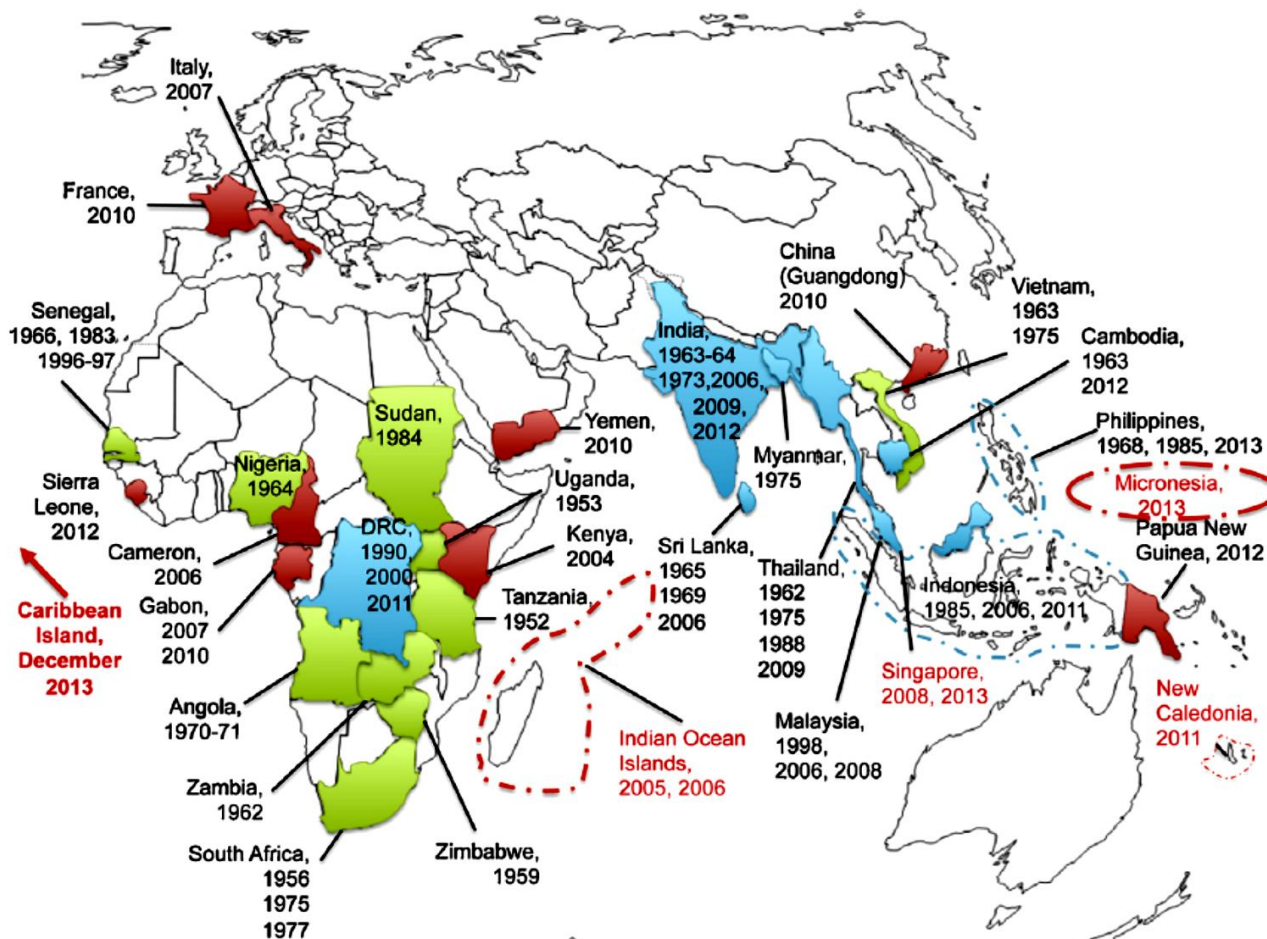 Italy,
2007
France,
2010
China
(Guangdong)
2010
Vietnam,
1963
1975
Senegal,
1966, 1983
1996-97
India,
1963-64
1973,2006,
2009,
2012
Cambodia,
1963
2012
Sudan,
1984
Yemen,
2010
Philippines,
1968, 1985, 2013
Nigeria,
1964
Myanmar,
1975
Uganda,
1953
Micronesia,
2013
Sierra
Leone,
2012
DRC,
1990,
2000
2011
Kenya,
2004
Papua New
Guinea, 2012
Cameron,
2006
Sri Lanka,
1965
1969
2006
Thailand,
1962
1975
1988
2009
Indonesia,
1985, 2006, 2011
Caribbean
Island,
December
2013
Gabon,
2007
2010
Tanzania,
1952
Singapore,
2008, 2013
New
Caledonia,
2011
Angola,
1970-71
Indian Ocean
Islands,
2005, 2006
Malaysia,
1998,
2006, 2008
Zambia,
1962
South Africa,
1956
1975
1977
Zimbabwe,
1959